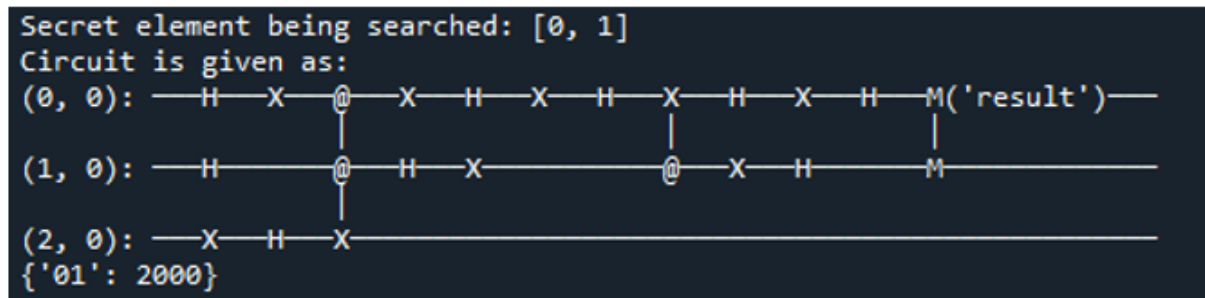 Secret element being searched: [0, 1]
Circuit is given as:
(0, 0): ───H───X───@───X───H───X───H───X───H───X───H───M('result')───
                   │                   │               │
(1, 0): ───H───────@───H───X───────────@───X───H───────M─────────────
                   │
(2, 0): ───X───H───X─────────────────────────────────────────────────
{'01': 2000}